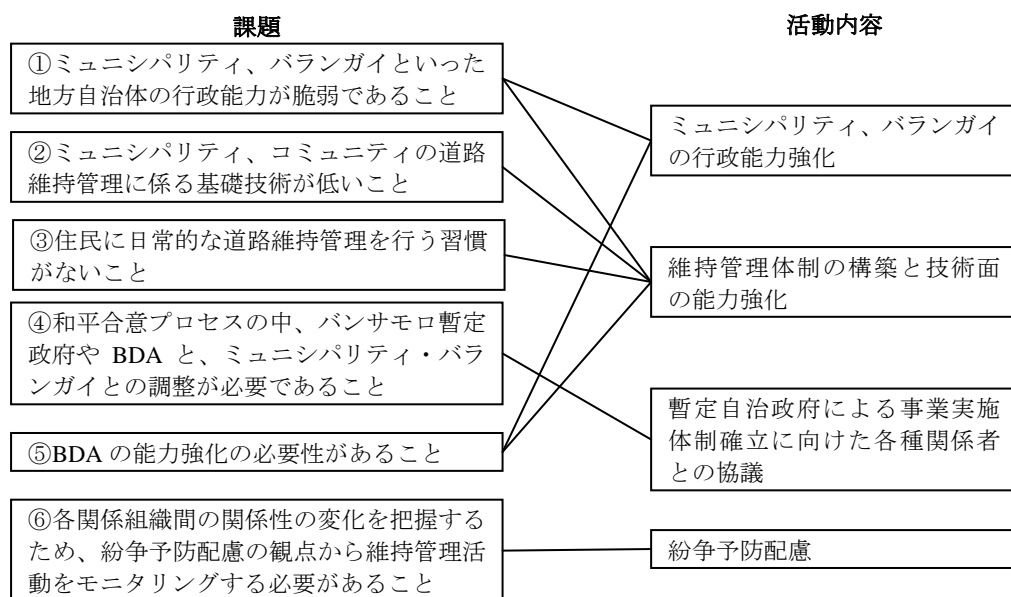 課題
①ミュニシパリティ、バランガイといった
地方自治体の行政能力が脆弱であること
②ミュニシパリティ、コミュニティの道路
維持管理に係る基礎技術が低いこと
③住民に日常的な道路維持管理を行う習慣
がないこと
④和平合意プロセスの中、バンサモロ暫定
政府や BDA と、ミュニシパリティ・バラ
ンガイとの調整が必要であること
⑤BDA の能力強化の必要性があること
⑥各関係組織間の関係性の変化を把握する
ため、紛争予防配慮の観点から維持管理活
動をモニタリングする必要があること
活動内容
ミュニシパリティ、バランガイ
の行政能力強化
維持管理体制の構築と技術面
の能力強化
暫定自治政府による事業実施
体制確立に向けた各種関係者
との協議
紛争予防配慮